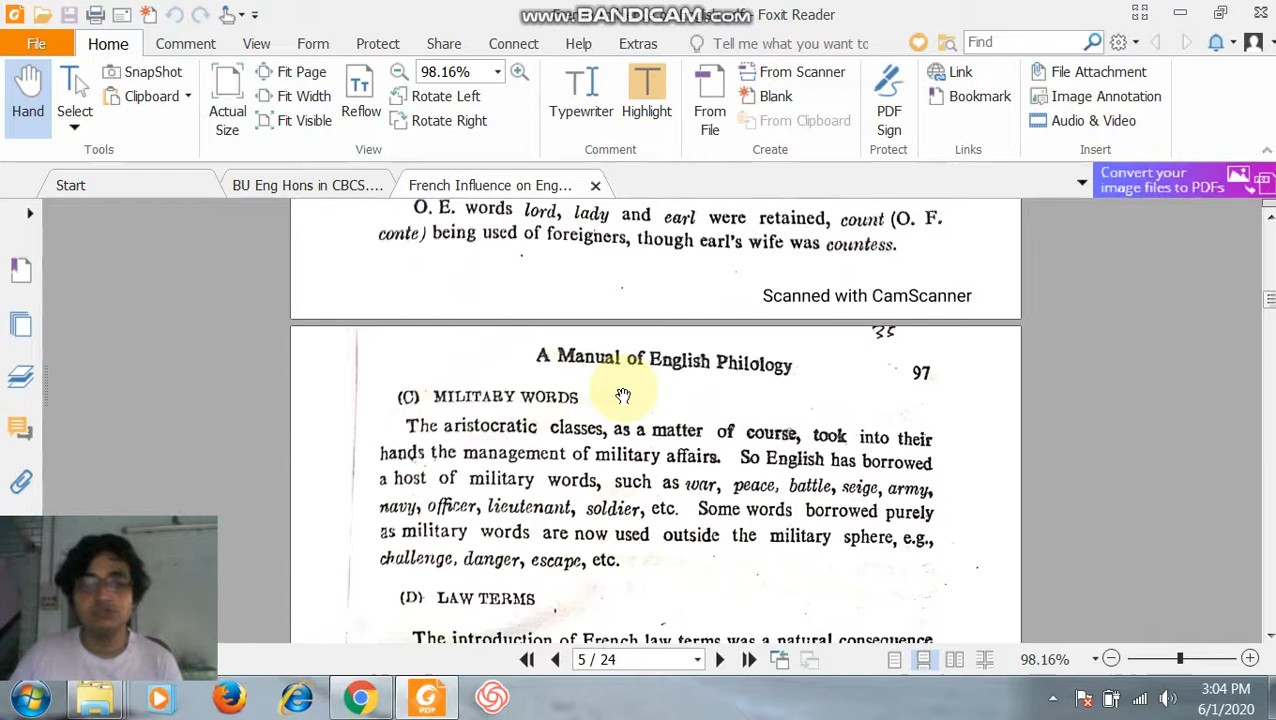 www.BANDICAM.com
Foxit Reader
File
Home
Comment
View
Form
Protect
Share
Connect
Help
Extras
Tell me what you want to
Find
Hand
Select
SnapShot
Clipboard
Tools
Actual Size
Fit Page
Fit Width
Fit Visible
Reflow
98.16%
Rotate Left
Rotate Right
View
Typewriter
Highlight
Comment
From File
From Scanner
Blank
From Clipboard
Create
PDF Sign
Protect
Link
Bookmark
Links
File Attachment
Image Annotation
Audio & Video
Insert
Start
BU Eng Hons in CBCS....
French Influence on Eng...
Convert your
image files to PDFs
O. E. words lord, lady and earl were retained, count (O. F.
conte) being used of foreigners, though earl's wife was countess.
Scanned with CamScanner
35
A Manual of English Philology
97
(C) MILITARY WORDS
The aristocratic classes, as a matter of course, took into their
hands the management of military affairs. So English has borrowed
a host of military words, such as war, peace, battle, seige, army,
navy, officer, lieutenant, soldier, etc. Some words borrowed purely
as military words are now used outside the military sphere, e.g.,
challenge, danger, escape, etc.
(D) LAW TERMS
The introduction of French law terms was a natural consequence
5 / 24
98.16%
PDF
3:04 PM
6/1/2020